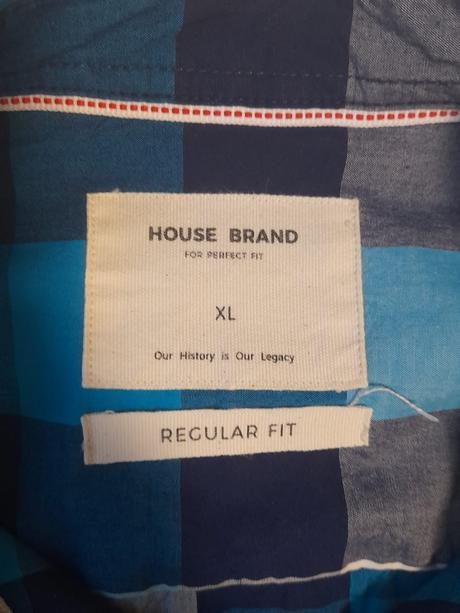 HOUSE BRAND
FOR PERFECT FIT
XL
Our History is Our Legacy
REGULAR FIT